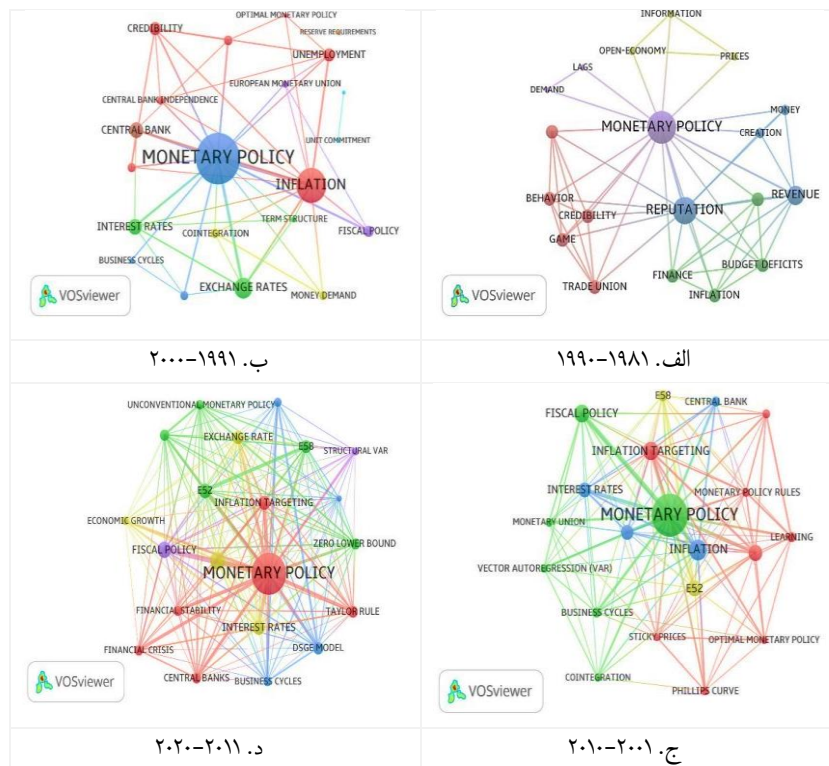 OPTIMAL MONETARY POLICY
CREDIBILITY
RESERVE REQUIREMENTS
UNEMPLOYMENT
EUROPEAN MONETARY UNION
CENTRAL BANK INDEPENDENCE
CENTRAL BANK
UNIT COMMITMENT
MONETARY POLICY
INFLATION
INTEREST RATES
TERM STRUCTURE
COINTEGRATION
FISCAL POLICY
BUSINESS CYCLES
EXCHANGE RATES
MONEY DEMAND
VOSviewer
ب. ۱۹۹۱-۲۰۰۰
INFORMATION
OPEN-ECONOMY
PRICES
LAGS
DEMAND
MONEY
MONETARY POLICY
CREATION
BEHAVIOR
REVENUE
CREDIBILITY
REPUTATION
GAME
BUDGET DEFICITS
FINANCE
TRADE UNION
INFLATION
VOSviewer
الف. ۱۹۸۱-۱۹۹۰
UNCONVENTIONAL MONETARY POLICY
EXCHANGE RATE
E58
STRUCTURAL VAR
E52
INFLATION TARGETING
ECONOMIC GROWTH
ZERO LOWER BOUND
FISCAL POLICY
MONETARY POLICY
FINANCIAL STABILITY
TAYLOR RULE
INTEREST RATES
FINANCIAL CRISIS
DSGE MODEL
CENTRAL BANKS
BUSINESS CYCLES
VOSviewer
د. ۲۰۱۱-۲۰۲۰
E58
CENTRAL BANK
FISCAL POLICY
INFLATION TARGETING
INTEREST RATES
MONETARY POLICY RULES
MONETARY POLICY
MONETARY UNION
LEARNING
INFLATION
VECTOR AUTOREGRESSION (VAR)
E52
BUSINESS CYCLES
STICKY PRICES
OPTIMAL MONETARY POLICY
COINTEGRATION
PHILLIPS CURVE
VOSviewer
ج. ۲۰۰۱-۲۰۱۰